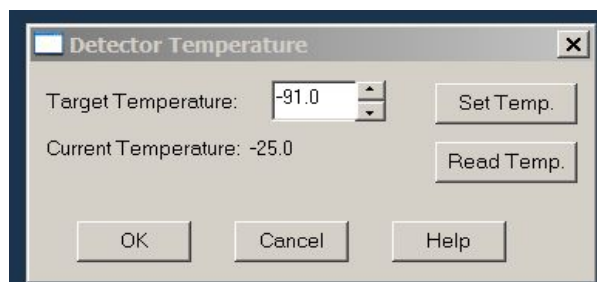 Detector Temperature
Target Temperature: -91.0 Set Temp.
Current Temperature: -25.0 Read Temp.
OK Cancel Help